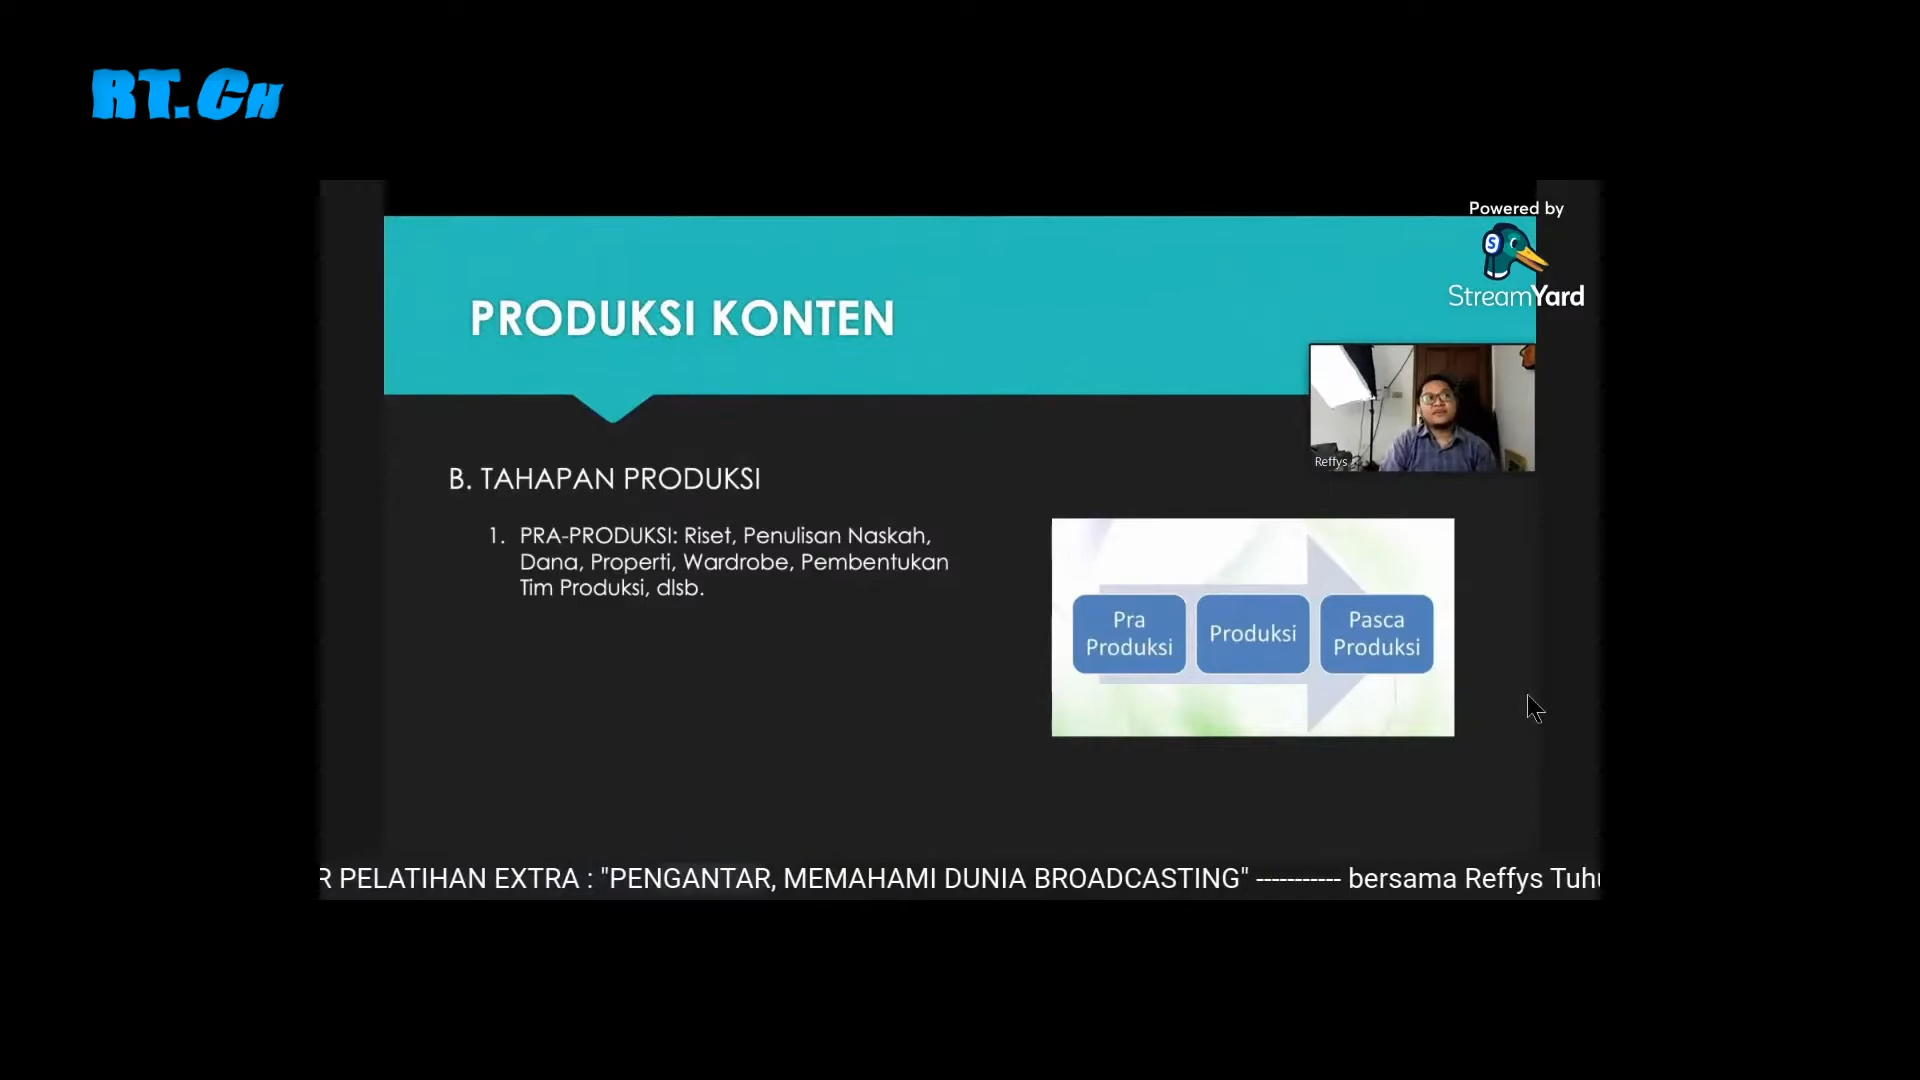 RT.CH
Powered by
StreamYard
PRODUKSI KONTEN
Reffys
B. TAHAPAN PRODUKSI
1. PRA-PRODUKSI: Riset, Penulisan Naskah,
Dana, Properti, Wardrobe, Pembentukan
Tim Produksi, dlsb.
Pra
Produksi
Produksi
Pasca
Produksi
R PELATIHAN EXTRA : "PENGANTAR, MEMAHAMI DUNIA BROADCASTING" ----------- bersama Reffys